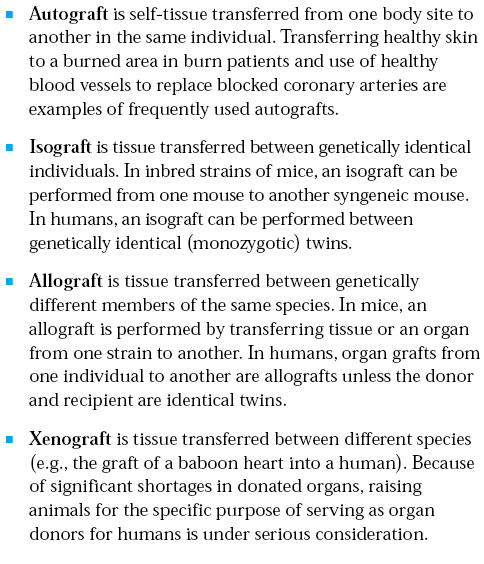 Autograft is self-tissue transferred from one body site to
another in the same individual. Transferring healthy skin
to a burned area in burn patients and use of healthy
blood vessels to replace blocked coronary arteries are
examples of frequently used autografts.
Isograft is tissue transferred between genetically identical
individuals. In inbred strains of mice, an isograft can be
performed from one mouse to another syngeneic mouse.
In humans, an isograft can be performed between
genetically identical (monozygotic) twins.
Allograft is tissue transferred between genetically
different members of the same species. In mice, an
allograft is performed by transferring tissue or an organ
from one strain to another. In humans, organ grafts from
one individual to another are allografts unless the donor
and recipient are identical twins.
Xenograft is tissue transferred between different species
(e.g., the graft of a baboon heart into a human). Because
of significant shortages in donated organs, raising
animals for the specific purpose of serving as organ
donors for humans is under serious consideration.